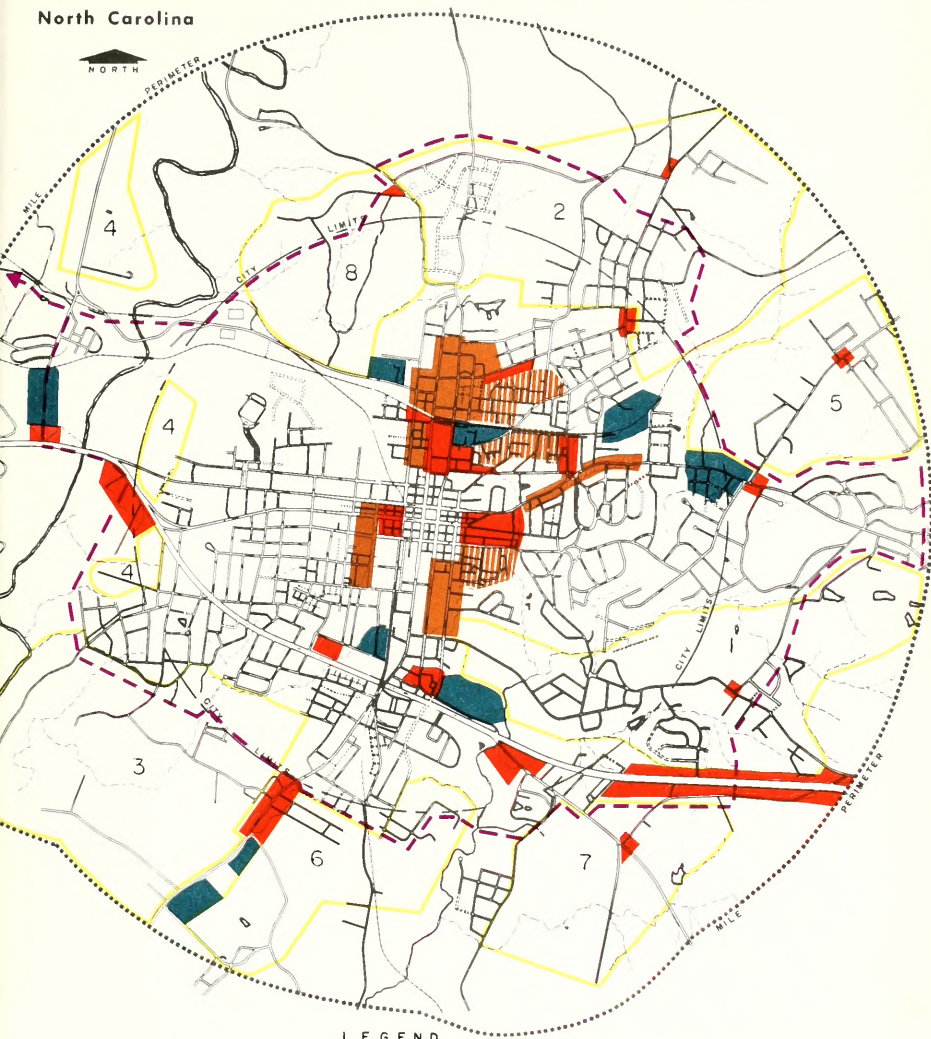 North Carolina
NORTH
PERIMETER
MILE
4
2
LIMITS
8
CITY
5
4
4
CITY LIMITS
CITY
LIMITS
3
6
7
PERIMETER
MILE
LEGEND